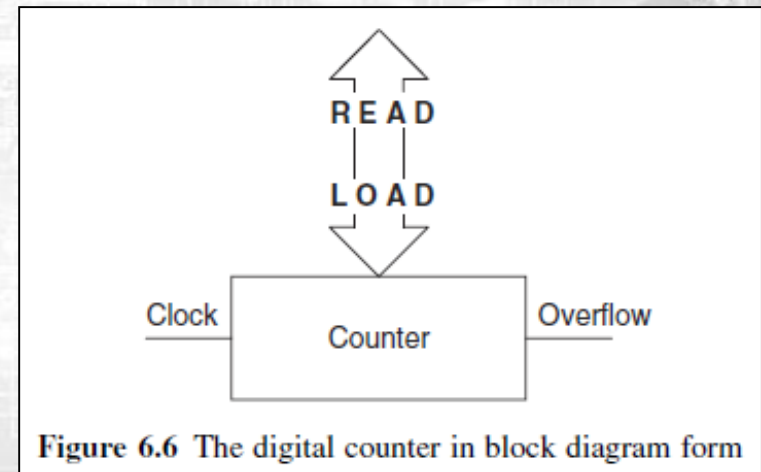 READ
LOAD
Clock
Counter
Overflow
Figure 6.6 The digital counter in block diagram form